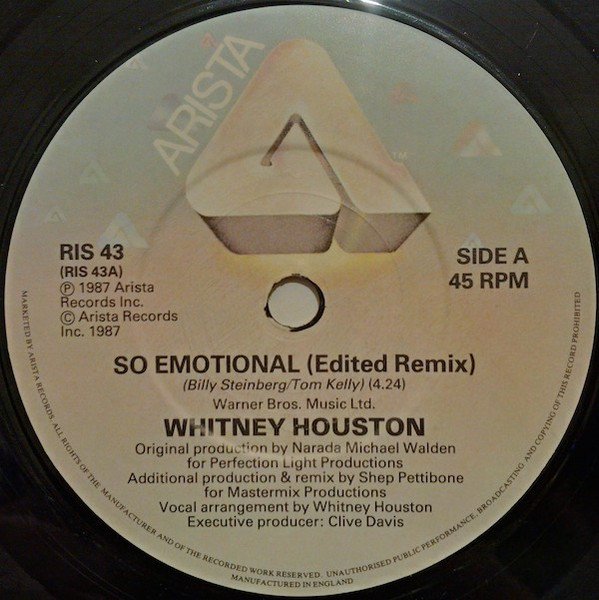 ARISTA
TM
RIS 43
(RIS 43A)
℗ 1987 Arista
Records Inc.
© Arista Records
Inc. 1987
SIDE A
45 RPM
SO EMOTIONAL (Edited Remix)
(Billy Steinberg/Tom Kelly) (4.24)
Warner Bros. Music Ltd.
WHITNEY HOUSTON
Original production by Narada Michael Walden
for Perfection Light Productions
Additional production & remix by Shep Pettibone
for Mastermix Productions
Vocal arrangement by Whitney Houston
Executive producer: Clive Davis
MARKETED BY ARISTA RECORDS. ALL RIGHTS OF THE MANUFACTURER AND OF THE RECORDED WORK RESERVED. UNAUTHORISED PUBLIC PERFORMANCE, BROADCASTING AND COPYING OF THIS RECORD PROHIBITED
MANUFACTURED IN ENGLAND